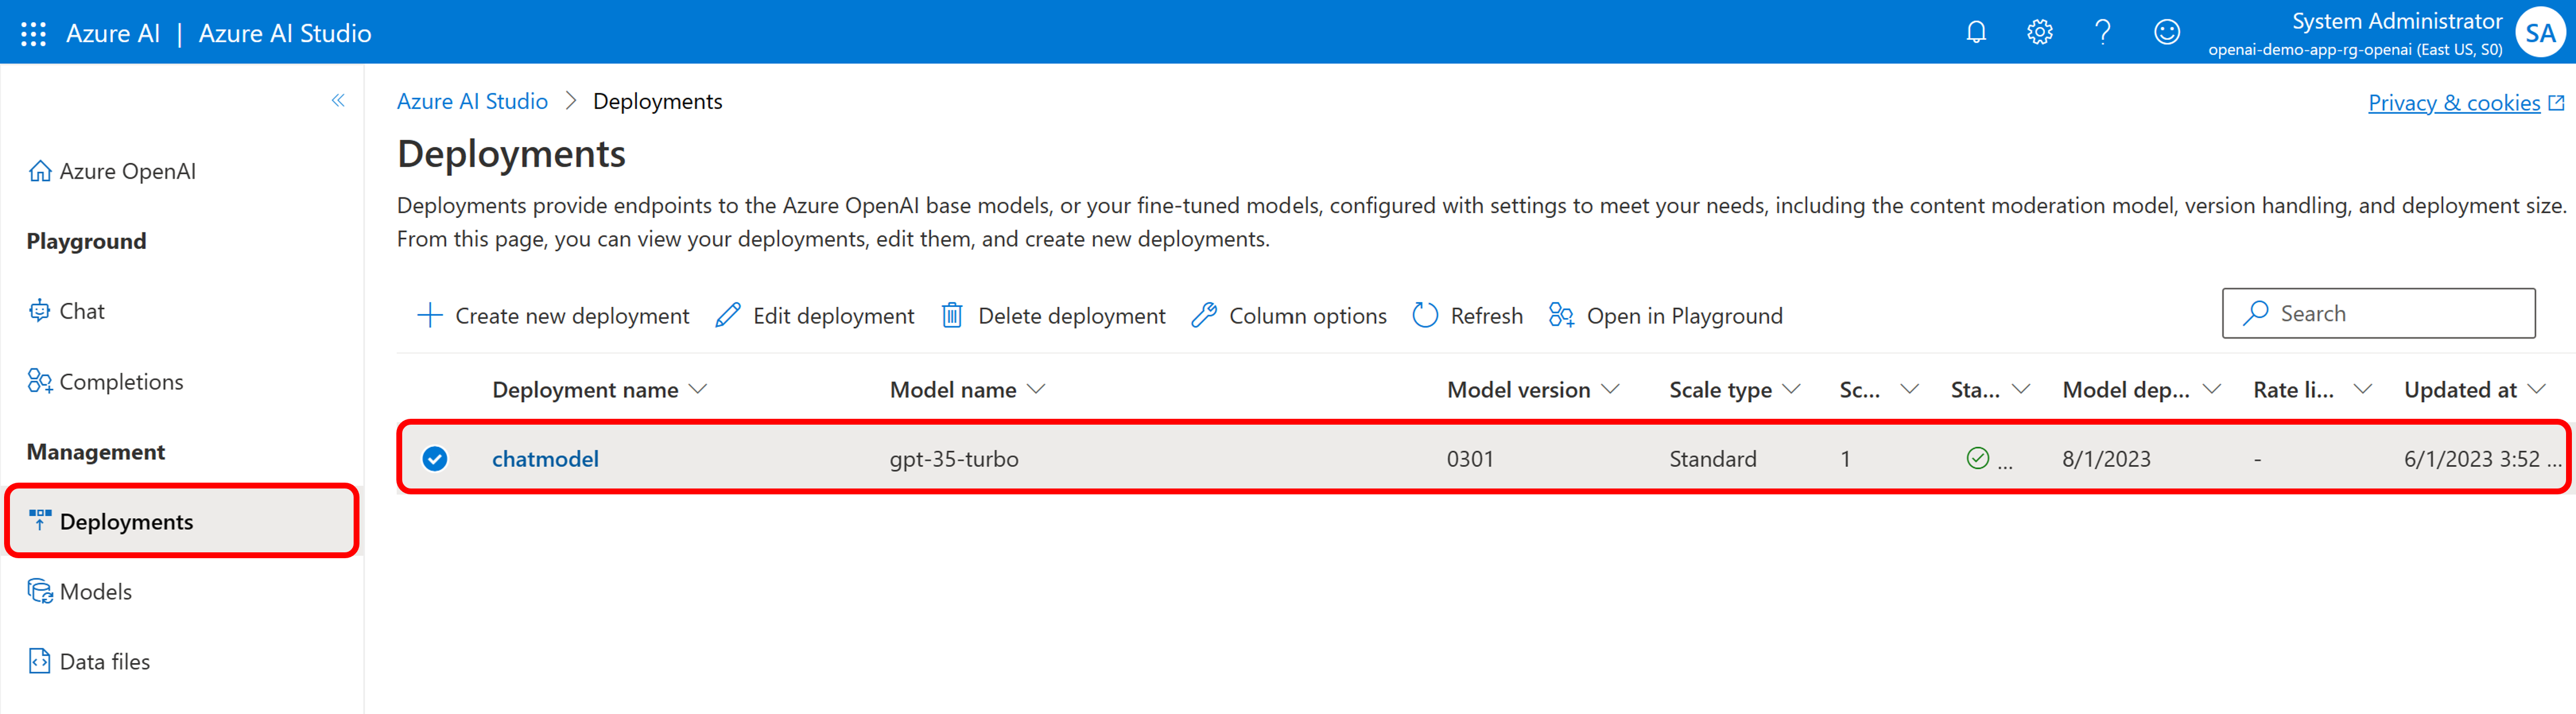 Azure AI | Azure AI Studio
System Administrator
openai-demo-app-rg-openai (East US, S0)
SA
Azure AI Studio > Deployments
Privacy & cookies
Deployments
Deployments provide endpoints to the Azure OpenAI base models, or your fine-tuned models, configured with settings to meet your needs, including the content moderation model, version handling, and deployment size.
From this page, you can view your deployments, edit them, and create new deployments.
Azure OpenAI
Playground
Chat
Completions
Management
Deployments
Models
Data files
Create new deployment Edit deployment Delete deployment Column options Refresh Open in Playground Search
Deployment name Model name Model version Scale type Sc... Sta... Model dep... Rate li... Updated at
chatmodel gpt-35-turbo 0301 Standard 1 ... 8/1/2023 - 6/1/2023 3:52 ...